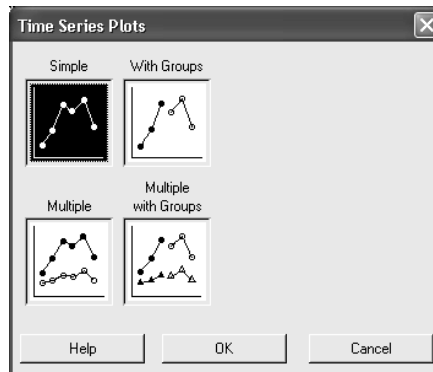 Time Series Plots
Simple
With Groups
Multiple
Multiple
with Groups
Help
OK
Cancel